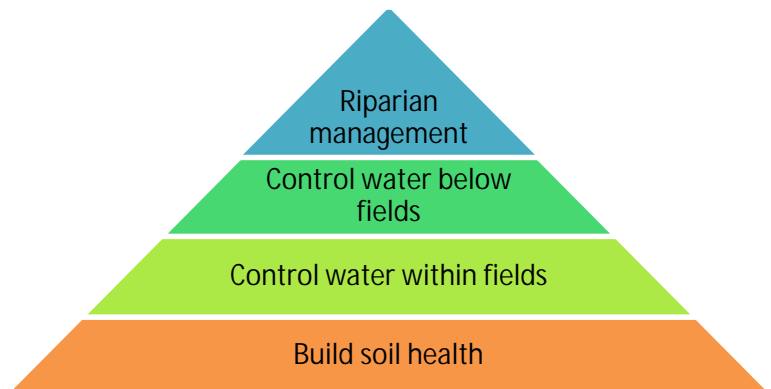 Riparian
management
Control water below
fields
Control water within fields
Build soil health